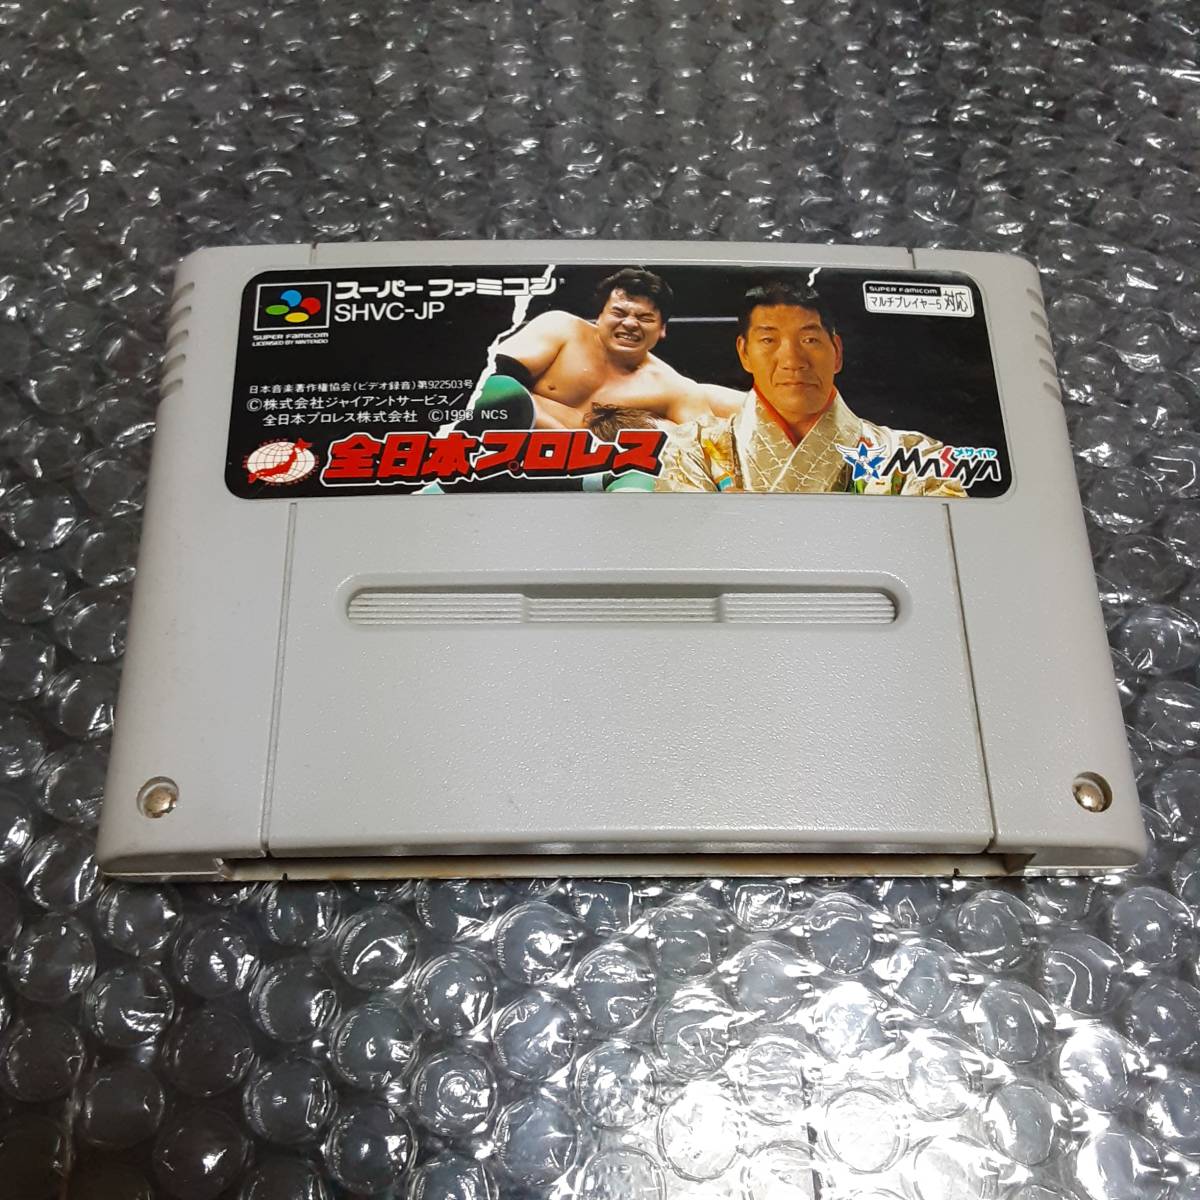 スーパーファミコン®
SHVC-JP
SUPER FAMICOM
LICENSED BY NINTENDO
SUPER FAMICOM
マルチプレイヤー5 対応
日本音楽著作権協会(ビデオ録音)第922503号
©株式会社ジャイアントサービス/
全日本プロレス株式会社 ©1993 NCS
全日本プロレス
メサイヤ
MASIYA